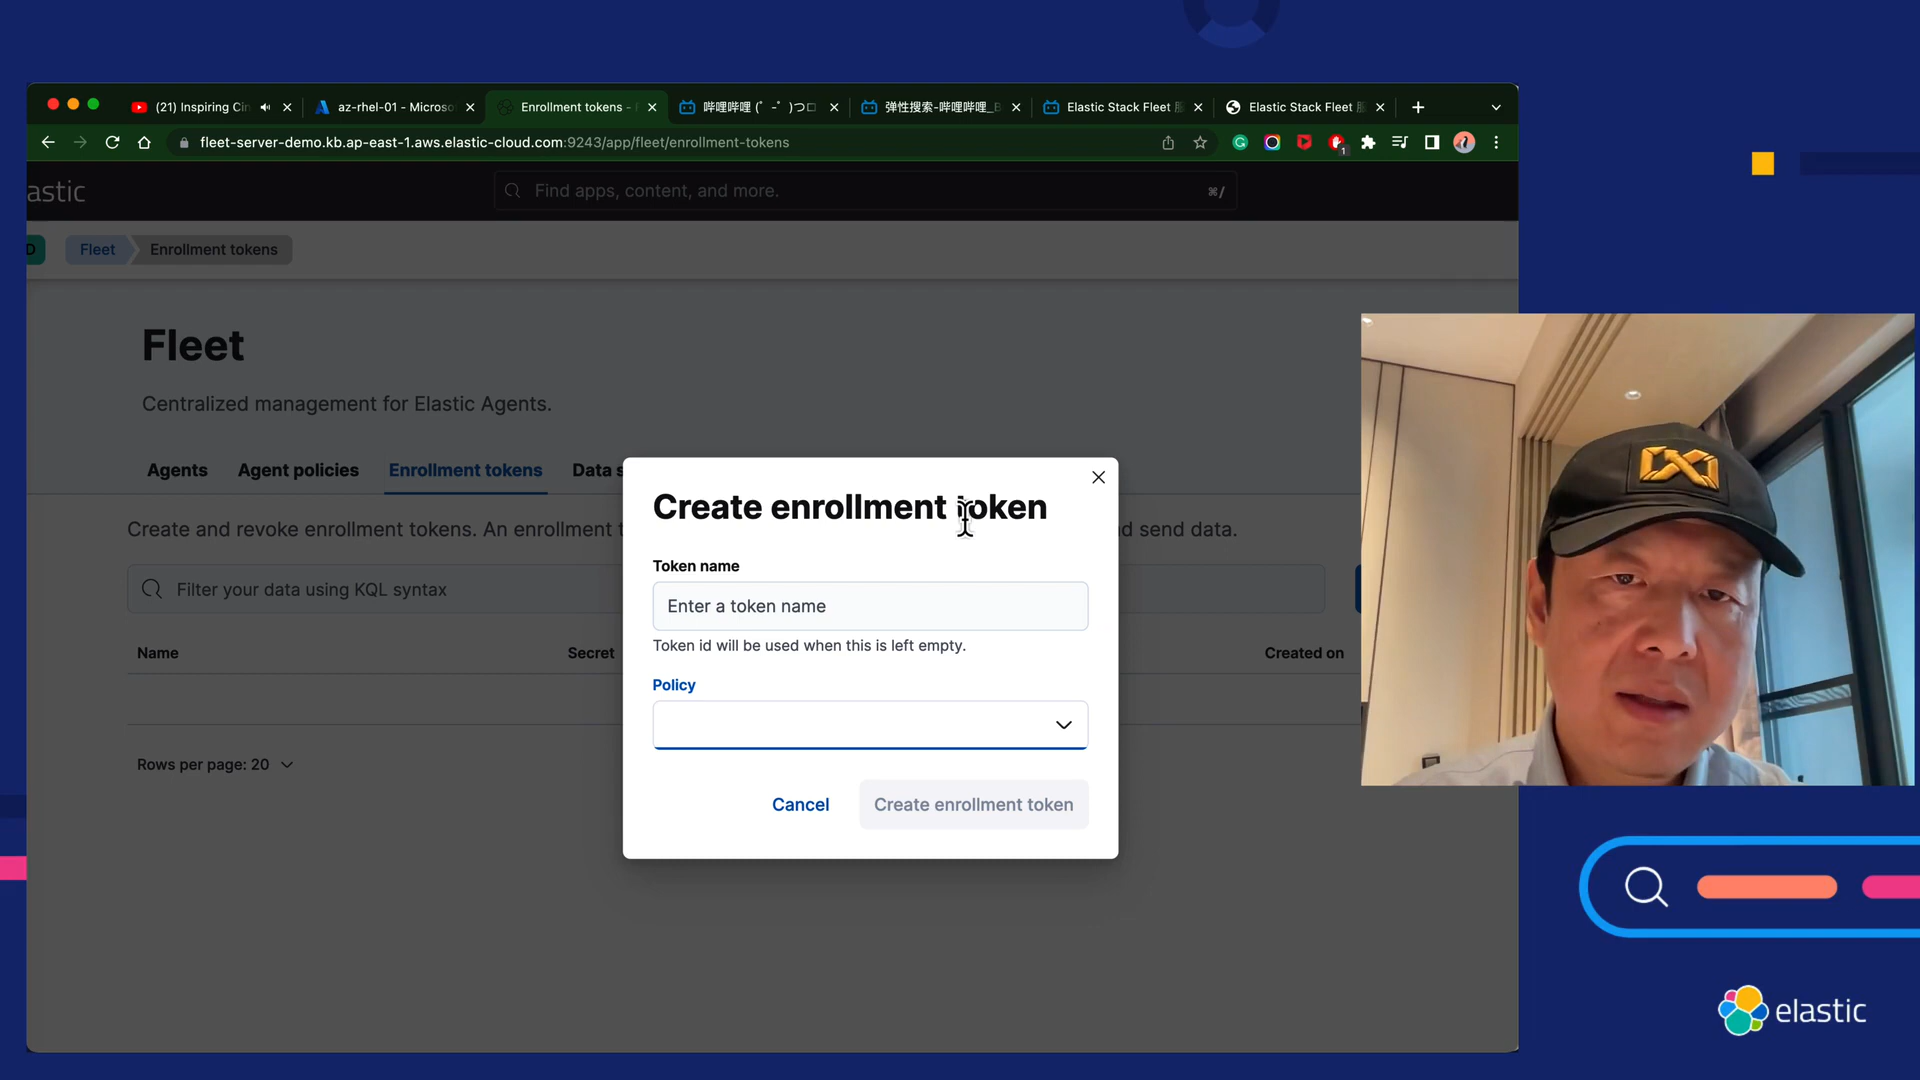 (21) Inspiring Cin
az-rhel-01 - Microso
Enrollment tokens -
哔哩哔哩 (゜-゜)つロ
弹性搜索-哔哩哔哩_B
Elastic Stack Fleet 服
Elastic Stack Fleet 服
fleet-server-demo.kb.ap-east-1.aws.elastic-cloud.com:9243/app/fleet/enrollment-tokens
1
astic
Find apps, content, and more.
⌘/
D
Fleet
Enrollment tokens
Fleet
Centralized management for Elastic Agents.
Agents
Agent policies
Enrollment tokens
Data s
Create and revoke enrollment tokens. An enrollment t
d send data.
Filter your data using KQL syntax
Name
Secret
Created on
Rows per page: 20
Create enrollment token
Token name
Enter a token name
Token id will be used when this is left empty.
Policy
Cancel
Create enrollment token
elastic